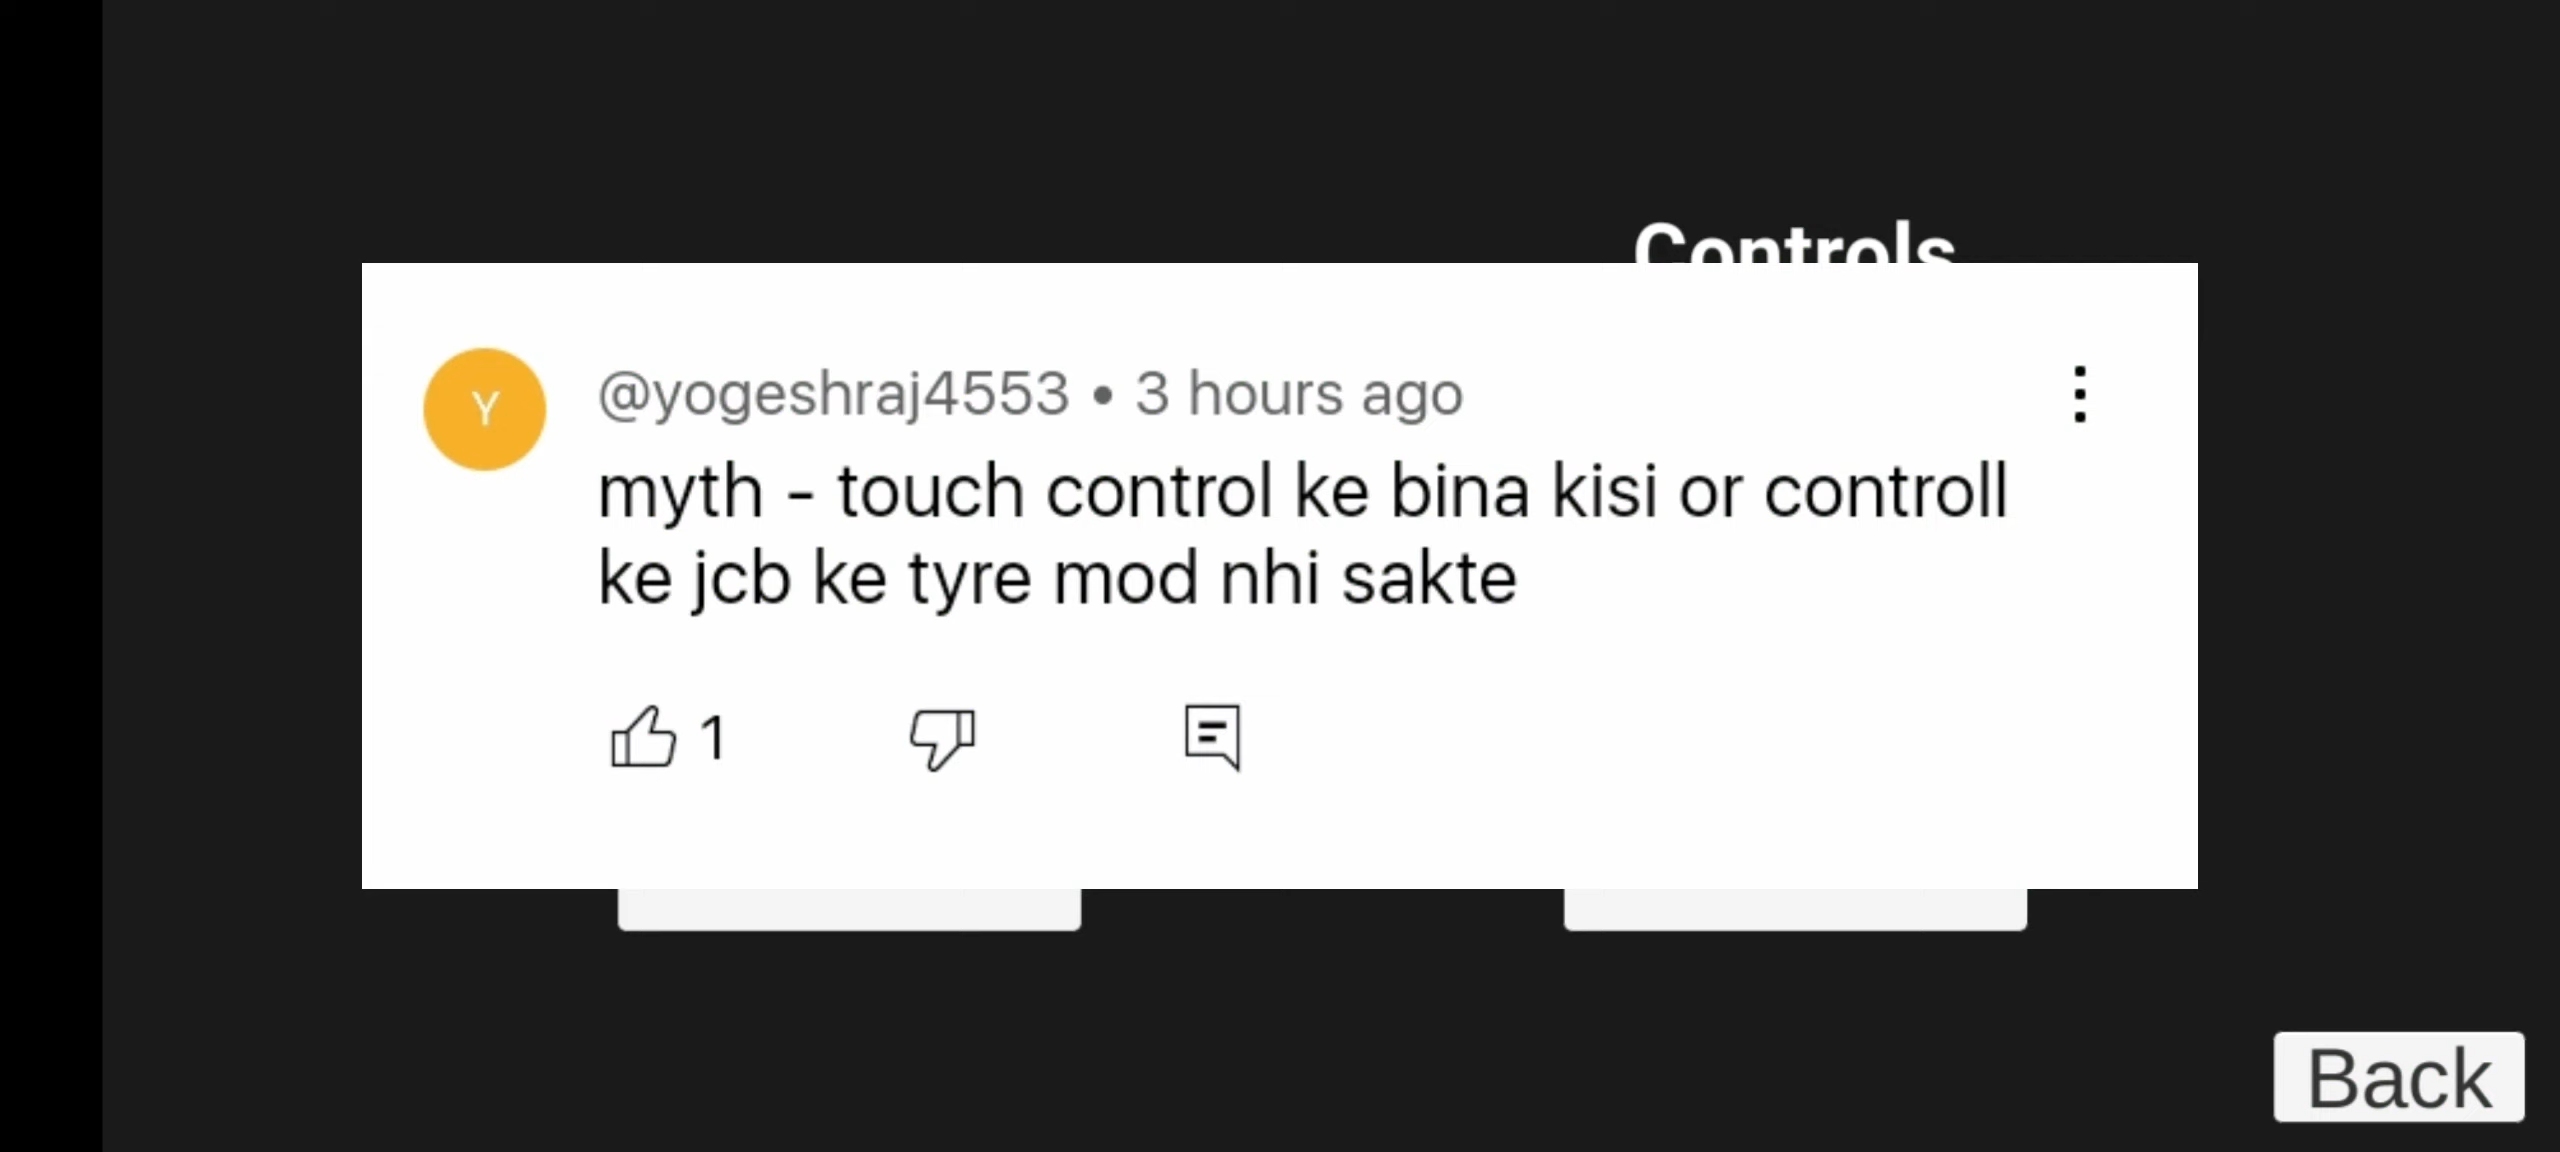 Controls
Y
@yogeshraj4553 • 3 hours ago
myth - touch control ke bina kisi or controll
ke jcb ke tyre mod nhi sakte
1
Back